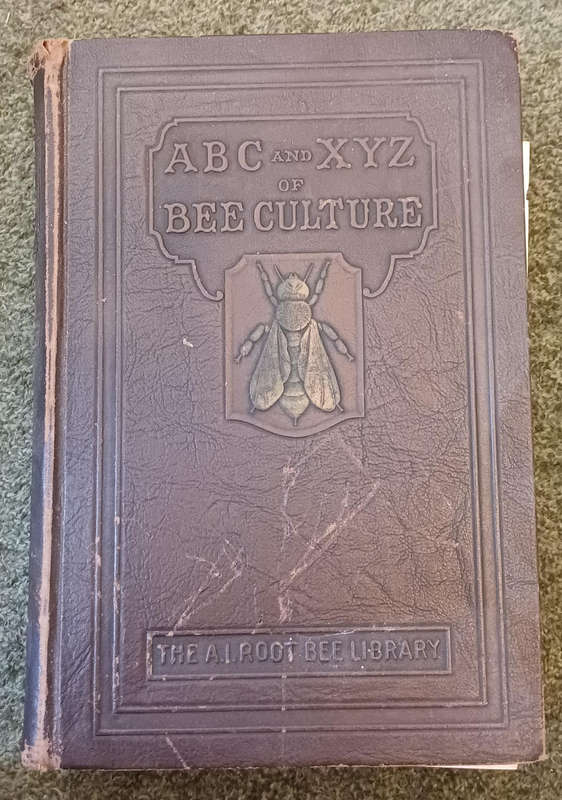 ABC AND XYZ
OF
BEE CULTURE
THE A.I. ROOT BEE LIBRARY